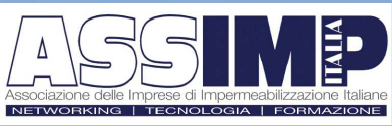 ASSIMP ITALIA
Associazione delle Imprese di Impermeabilizzazione Italiane
NETWORKING | TECNOLOGIA | FORMAZIONE